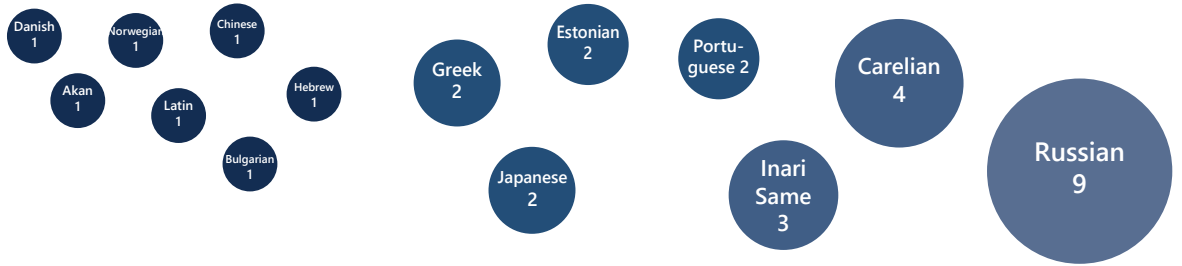 Danish
1
Norwegian
1
Chinese
1
Akan
1
Latin
1
Hebrew
1
Bulgarian
1
Greek
2
Estonian
2
Japanese
2
Portu-
guese 2
Inari
Same
3
Carelian
4
Russian
9